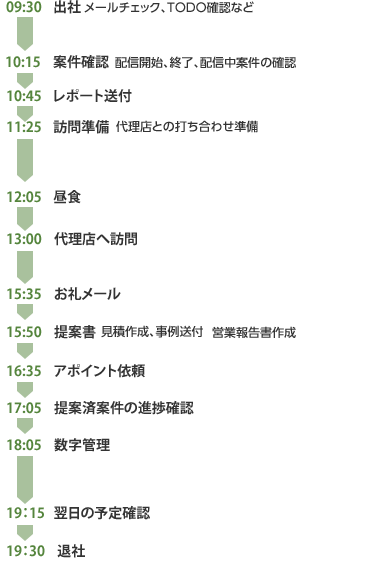 09:30 出社 メールチェック、TODO確認など
10:15 案件確認 配信開始、終了、配信中案件の確認
10:45 レポート送付
11:25 訪問準備 代理店との打ち合わせ準備
12:05 昼食
13:00 代理店へ訪問
15:35 お礼メール
15:50 提案書 見積作成、事例送付 営業報告書作成
16:35 アポイント依頼
17:05 提案済案件の進捗確認
18:05 数字管理
19:15 翌日の予定確認
19:30 退社